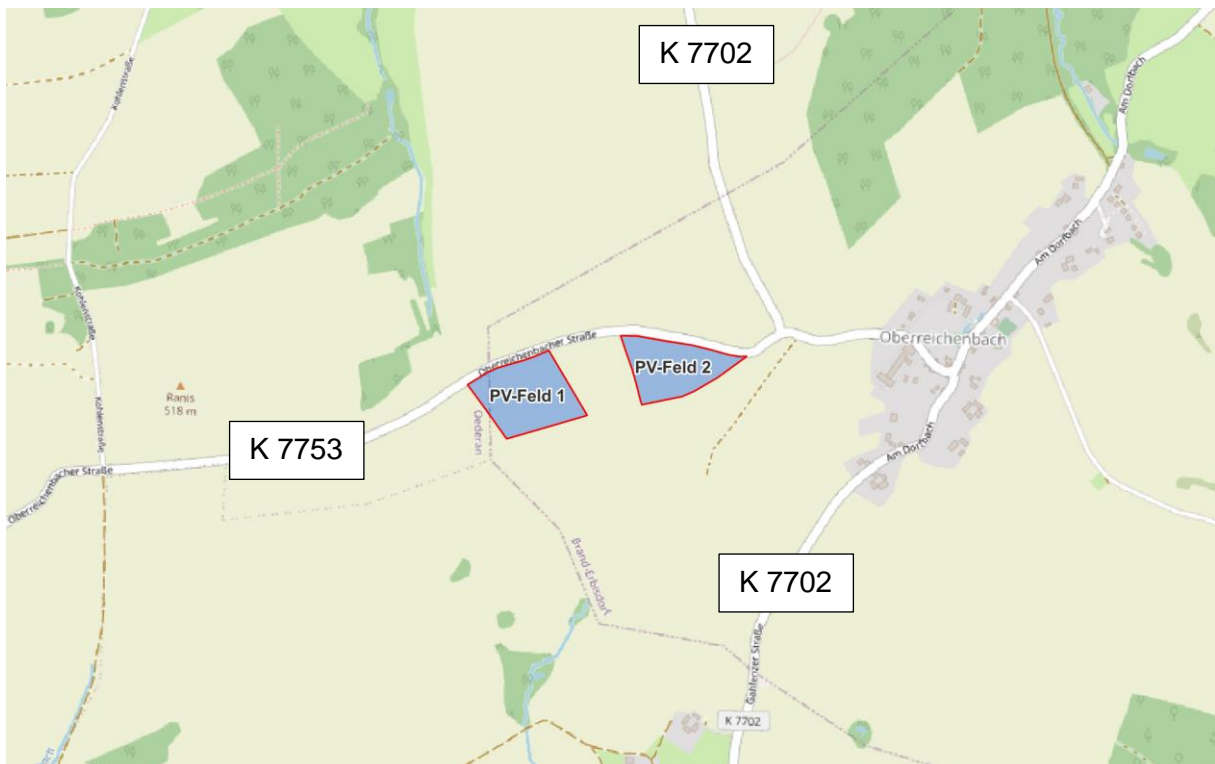 K 7702
Kohlenstraße
Am Dorfbach
Am Dorfbach
Kohlenstraße
Oberreichenbacher Straße
Oberreichenbach
PV-Feld 2
PV-Feld 1
Ranis
518 m
Kohlenstraße
Oederan
K 7753
Am Dorfbach
Oberreichenbacher Straße
Brand-Erbisdorf
K 7702
Gahlenzer Straße
K 7702